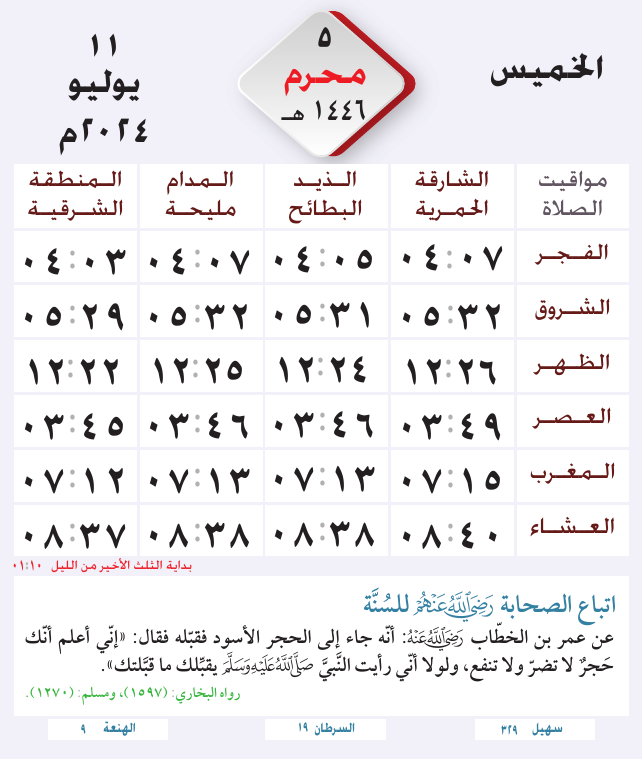 الخميس
٥
محرم
١٤٤٦ هـ
١١
يوليو
٢٠٢٤م
مواقيت الصلاة | الشارقة الحمرية | الذيد البطائح | المدام مليحة | المنطقة الشرقية
الفجر ٠٤:٠٧ ٠٤:٠٥ ٠٤:٠٧ ٠٤:٠٣
الشروق ٠٥:٣٢ ٠٥:٣١ ٠٥:٣٢ ٠٥:٢٩
الظهر ١٢:٢٦ ١٢:٢٤ ١٢:٢٥ ١٢:٢٢
العصر ٠٣:٤٩ ٠٣:٤٦ ٠٣:٤٦ ٠٣:٤٥
المغرب ٠٧:١٥ ٠٧:١٣ ٠٧:١٣ ٠٧:١٢
العشاء ٠٨:٤٠ ٠٨:٣٨ ٠٨:٣٨ ٠٨:٣٧
بداية الثلث الأخير من الليل ٠١:١٠
اتباع الصحابة رَضِيَ اللَّهُ عَنْهُمْ للسُنَّة
عن عمر بن الخطّاب رَضِيَ اللَّهُ عَنْهُ: أنّه جاء إلى الحجر الأسود فقبّله فقال: «إنّي أعلم أنّك
حَجرٌ لا تضرّ ولا تنفع، ولولا أنّي رأيت النَّبيَّ صَلَّى اللَّهُ عَلَيْهِ وَسَلَّمَ يقبّلك ما قبّلتك».
رواه البخاري: (١٥٩٧)، ومسلم: (١٢٧٠).
سهيل ٣٢٩
السرطان ١٩
الهنعة ٩